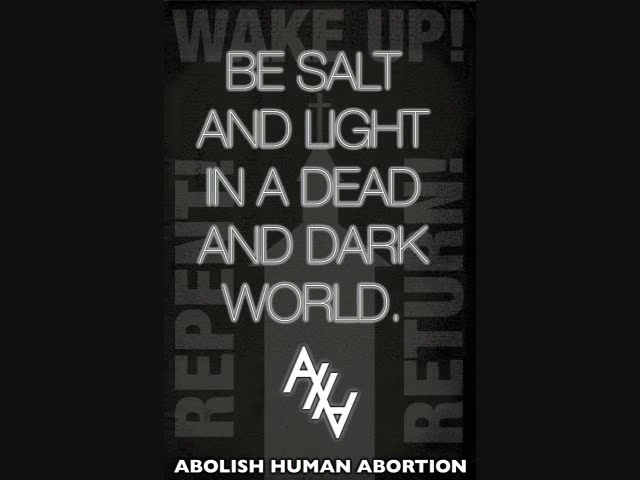 WAKE UP!
BE SALT
AND LIGHT
IN A DEAD
AND DARK
WORLD.
REPENT!
RETURN!
AHA
ABOLISH HUMAN ABORTION